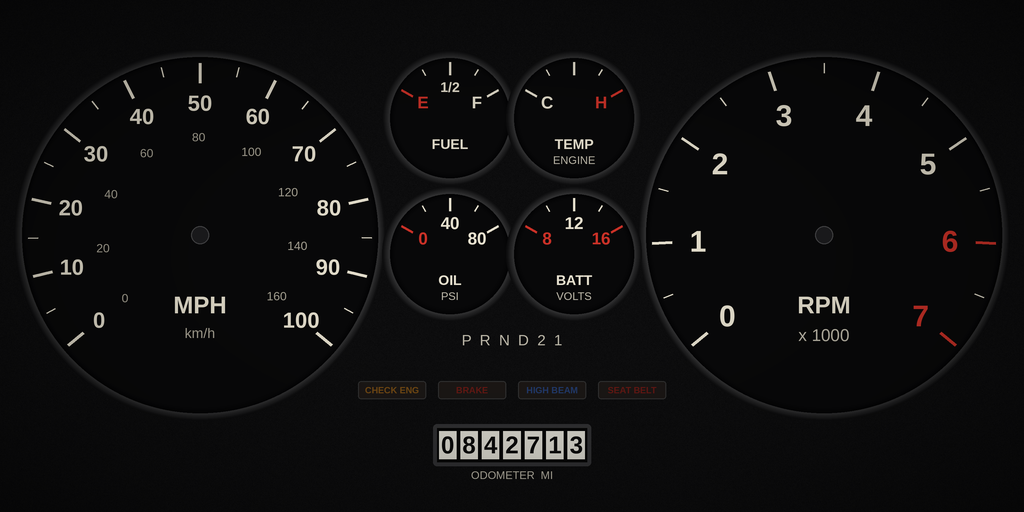 0 10 20 30 40 50 60 70 80 90 100
0 20 40 60 80 100 120 140 160
MPH
km/h
E 1/2 F
FUEL
C H
TEMP
ENGINE
0 40 80
OIL
PSI
8 12 16
BATT
VOLTS
P R N D 2 1
CHECK ENG
BRAKE
HIGH BEAM
SEAT BELT
0842713
ODOMETER MI
0 1 2 3 4 5 6 7
RPM
x 1000